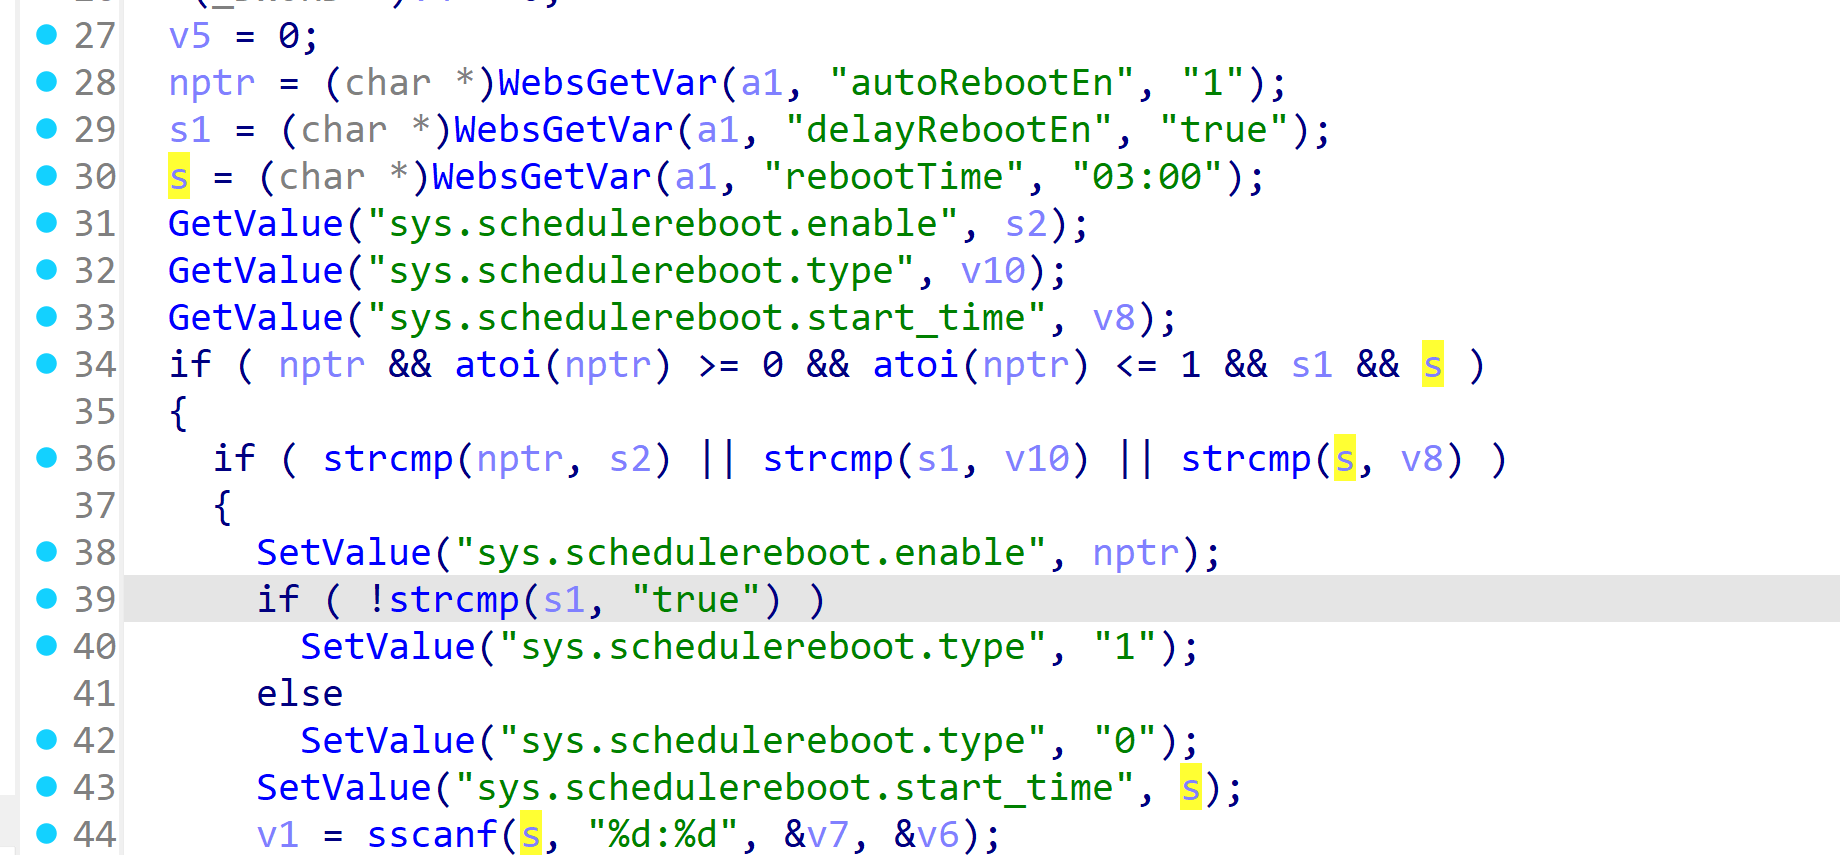 27 v5 = 0;
28 nptr = (char *)WebsGetVar(a1, "autoRebootEn", "1");
29 s1 = (char *)WebsGetVar(a1, "delayRebootEn", "true");
30 s = (char *)WebsGetVar(a1, "rebootTime", "03:00");
31 GetValue("sys.schedulereboot.enable", s2);
32 GetValue("sys.schedulereboot.type", v10);
33 GetValue("sys.schedulereboot.start_time", v8);
34 if ( nptr && atoi(nptr) >= 0 && atoi(nptr) <= 1 && s1 && s )
35 {
36 if ( strcmp(nptr, s2) || strcmp(s1, v10) || strcmp(s, v8) )
37 {
38 SetValue("sys.schedulereboot.enable", nptr);
39 if ( !strcmp(s1, "true") )
40 SetValue("sys.schedulereboot.type", "1");
41 else
42 SetValue("sys.schedulereboot.type", "0");
43 SetValue("sys.schedulereboot.start_time", s);
44 v1 = sscanf(s, "%d:%d", &v7, &v6);